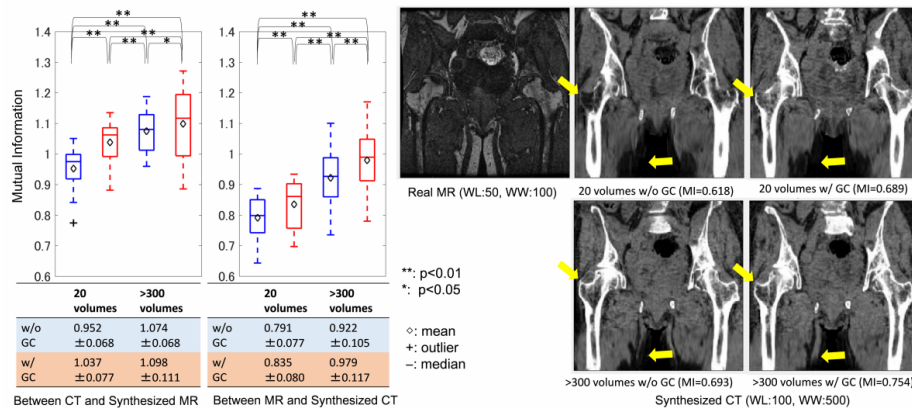 **
**
** **
** *
1.4
1.3
1.2
1.1
1
0.9
0.8
0.7
0.6
Mutual Information
20 volumes >300 volumes
w/o GC 0.952 ±0.068 1.074 ±0.068
w/ GC 1.037 ±0.077 1.098 ±0.111
Between CT and Synthesized MR
**
**
** **
** **
1.4
1.3
1.2
1.1
1
0.9
0.8
0.7
0.6
20 volumes >300 volumes
w/o GC 0.791 ±0.077 0.922 ±0.105
w/ GC 0.835 ±0.080 0.979 ±0.117
Between MR and Synthesized CT
**: p<0.01
*: p<0.05
◇: mean
+: outlier
–: median
Real MR (WL:50, WW:100)
20 volumes w/o GC (MI=0.618)
20 volumes w/ GC (MI=0.689)
>300 volumes w/o GC (MI=0.693)
>300 volumes w/ GC (MI=0.754)
Synthesized CT (WL:100, WW:500)